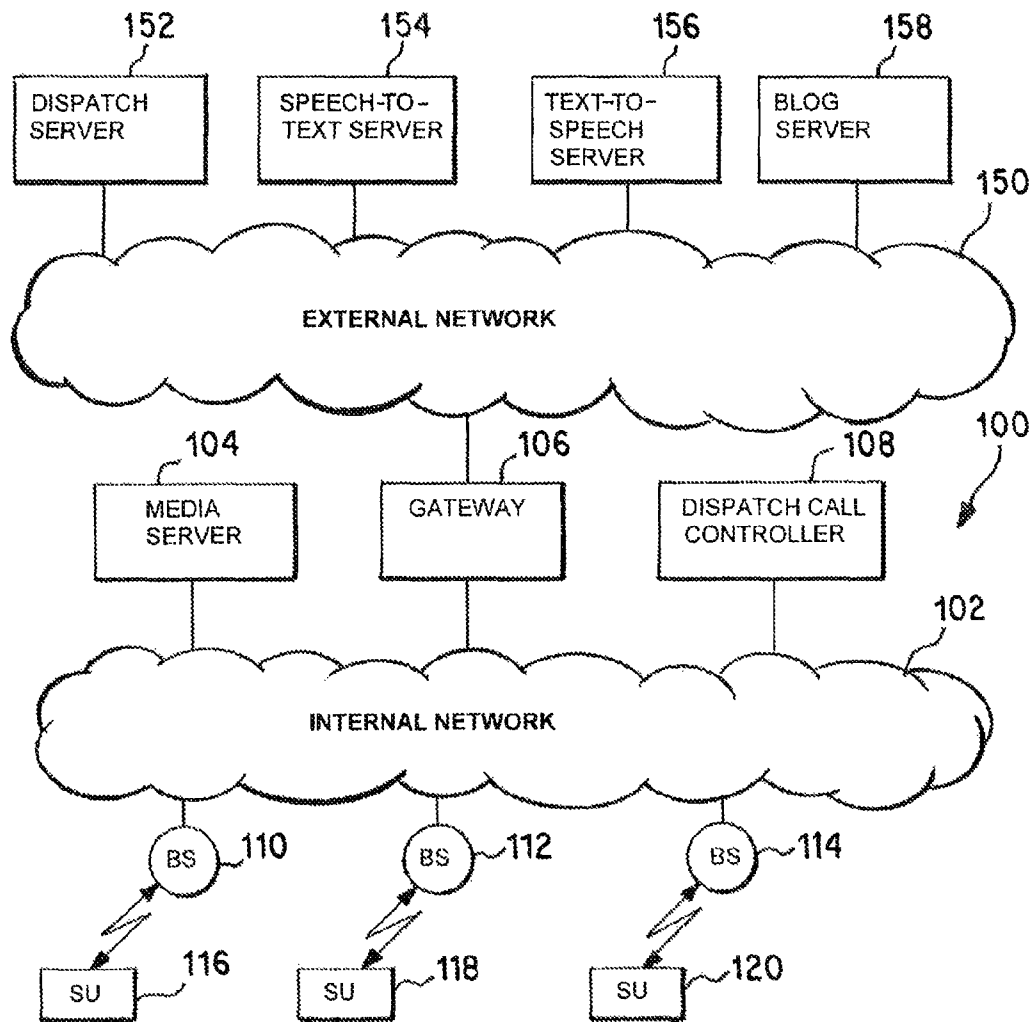 152
154
156
158
DISPATCH
SERVER
SPEECH-TO-
TEXT SERVER
TEXT-TO-
SPEECH
SERVER
BLOG
SERVER
150
EXTERNAL NETWORK
104
106
108
100
MEDIA
SERVER
GATEWAY
DISPATCH CALL
CONTROLLER
102
INTERNAL NETWORK
BS
110
BS
112
BS
114
SU
116
SU
118
SU
120